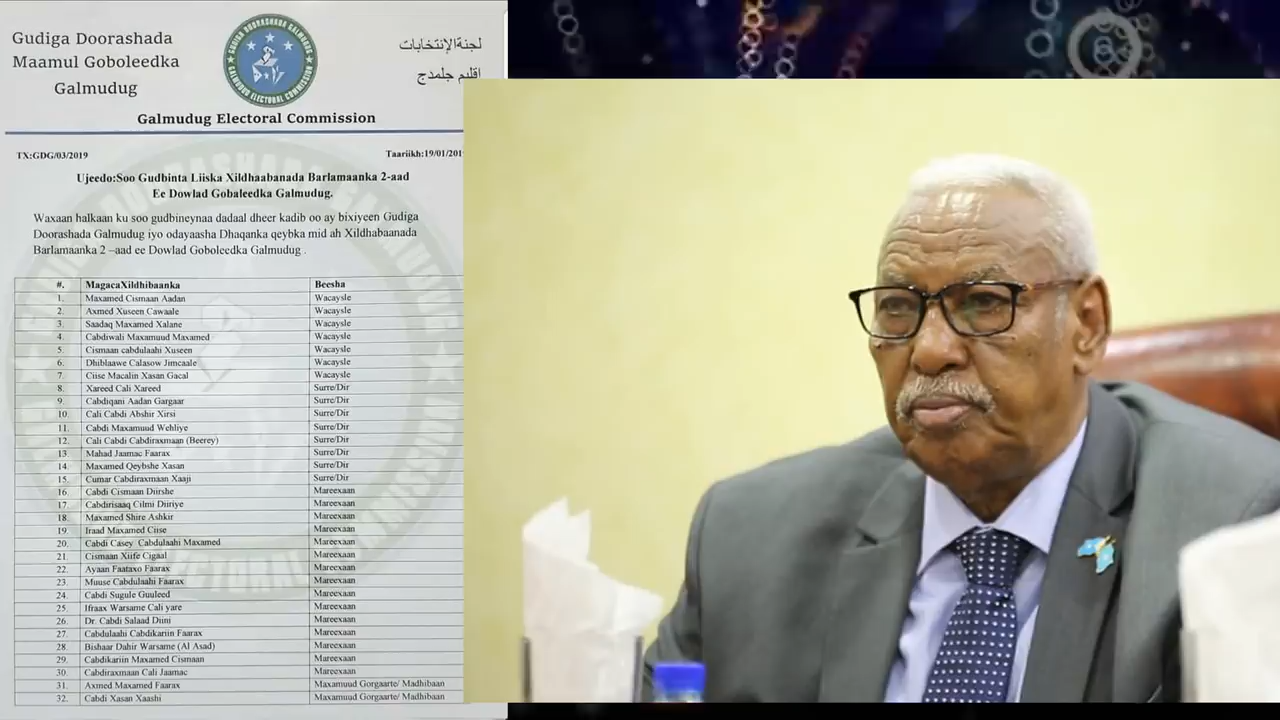 Gudiga Doorashada
Maamul Goboleedka
Galmudug
لجنةالإنتخابات
اقليم جلمدج
Galmudug Electoral Commission
TX:GDG/03/2019
Taariikh:19/01/201
Ujeedo:Soo Gudbinta Liiska Xildhaabanada Barlamaanka 2-aad
Ee Dowlad Gobaleedka Galmudug.
Waxaan halkaan ku soo gudbineynaa dadaal dheer kadib oo ay bixiyeen Gudiga
Doorashada Galmudug iyo odayaasha Dhaqanka qeybka mid ah Xildhabaanada
Barlamaanka 2 –aad ee Dowlad Goboleedka Galmudug .
#. MagacaXildhibaanka Beesha
1. Maxamed Cismaan Aadan Wacaysle
2. Axmed Xuseen Cawaale Wacaysle
3. Saadaq Maxamed Xalane Wacaysle
4. Cabdiwali Maxamuud Maxamed Wacaysle
5. Cismaan cabdulaahi Xuseen Wacaysle
6. Dhiblaawe Calasow Jimcaale Wacaysle
7. Ciise Macalin Xasan Gacal Wacaysle
8. Xareed Cali Xareed Surre/Dir
9. Cabdiqani Aadan Gargaar Surre/Dir
10. Cali Cabdi Abshir Xirsi Surre/Dir
11. Cabdi Maxamuud Wehliye Surre/Dir
12. Cali Cabdi Cabdiraxmaan (Beerey) Surre/Dir
13. Mahad Jaamac Faarax Surre/Dir
14. Maxamed Qeybshe Xasan Surre/Dir
15. Cumar Cabdiraxmaan Xaaji Surre/Dir
16. Cabdi Cismaan Diirshe Mareexaan
17. Cabdirisaaq Cilmi Diiriye Mareexaan
18. Maxamed Shire Ashkir Mareexaan
19. Iraad Maxamed Ciise Mareexaan
20. Cabdi Casey Cabdulaahi Maxamed Mareexaan
21. Cismaan Xiife Cigaal Mareexaan
22. Ayaan Faataxo Faarax Mareexaan
23. Muuse Cabdulaahi Faarax Mareexaan
24. Cabdi Sugule Guuleed Mareexaan
25. Ifraax Warsame Cali yare Mareexaan
26. Dr. Cabdi Salaad Diini Mareexaan
27. Cabdulaahi Cabdikariin Faarax Mareexaan
28. Bishaar Dahir Warsame (Al Asad) Mareexaan
29. Cabdikariin Maxamed Cismaan Mareexaan
30. Cabdiraxmaan Cali Jaamac Mareexaan
31. Axmed Maxamed Faarax Maxamuud Gorgaarte/ Madhibaan
32. Cabdi Xasan Xaashi Maxamuud Gorgaarte/ Madhibaan